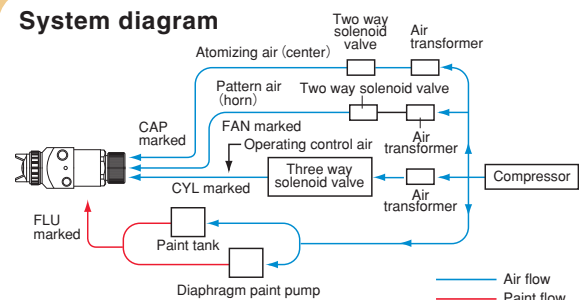 System diagram
Two way
solenoid
valve
Air
transformer
Atomizing air (center)
Pattern air
(horn)
Two way solenoid valve
CAP
marked
FAN marked
Air
transformer
Operating control air
Three way
solenoid valve
Compressor
CYL marked
Air
transformer
FLU
marked
Paint tank
Diaphragm paint pump
Air flow
Paint flow